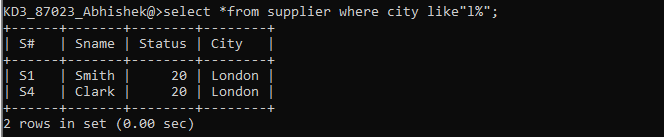 KD3_87023_Abhishek@>select *from supplier where city like"l%";
+------+-------+--------+--------+
| S#   | Sname | Status | City   |
+------+-------+--------+--------+
| S1   | Smith |     20 | London |
| S4   | Clark |     20 | London |
+------+-------+--------+--------+
2 rows in set (0.00 sec)